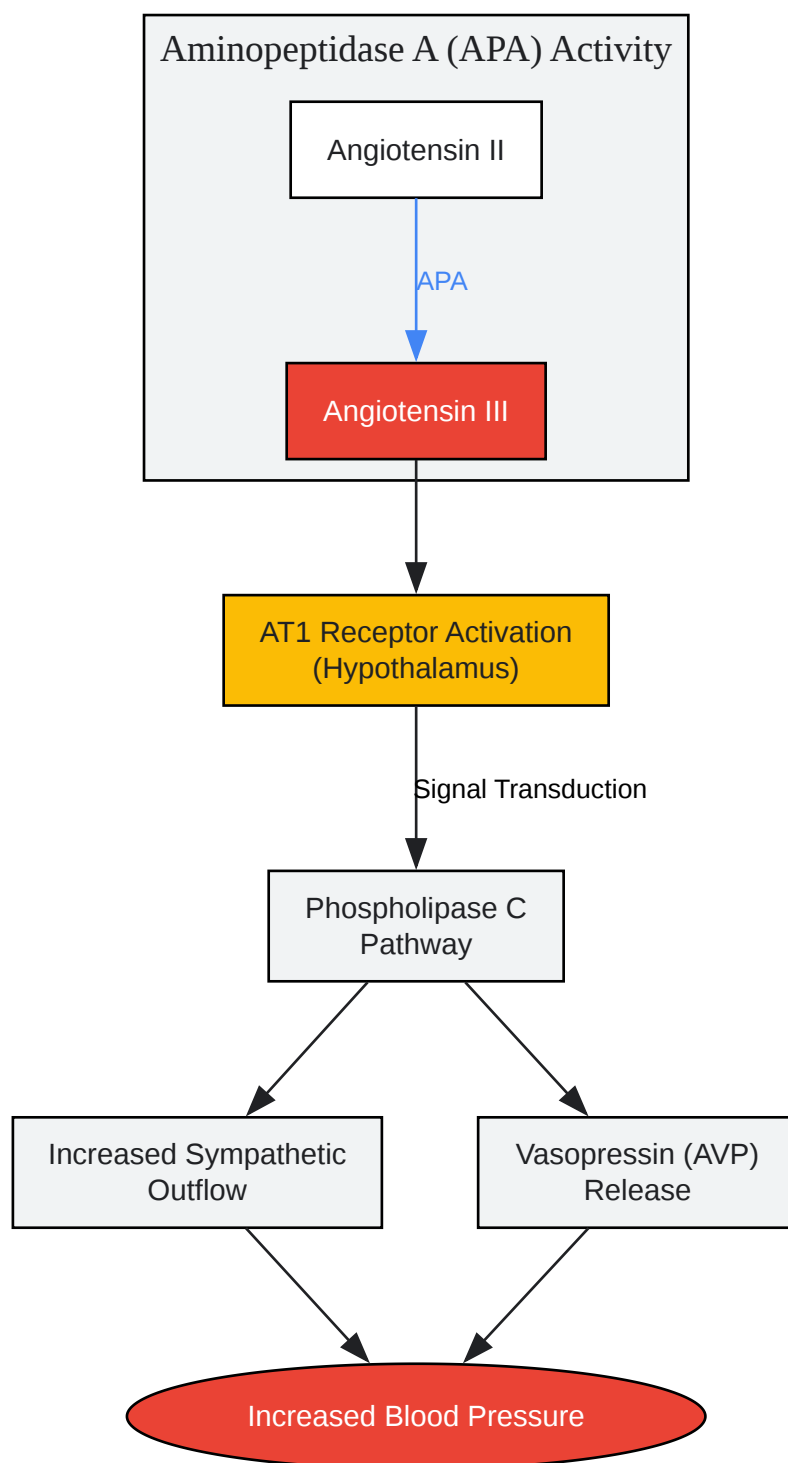 Aminopeptidase A (APA) Activity
Angiotensin II
APA
Angiotensin III
AT1 Receptor Activation
(Hypothalamus)
Signal Transduction
Phospholipase C
Pathway
Increased Sympathetic
Outflow
Vasopressin (AVP)
Release
Increased Blood Pressure